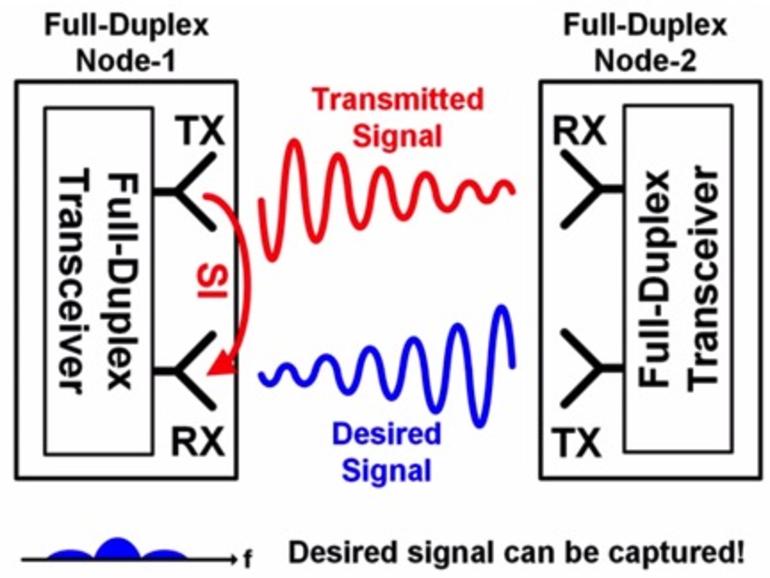 Full-Duplex
Node-1
Full-Duplex
Node-2
TX
Full-Duplex
Transceiver
SI
RX
Transmitted
Signal
Desired
Signal
RX
Full-Duplex
Transceiver
TX
f
Desired signal can be captured!